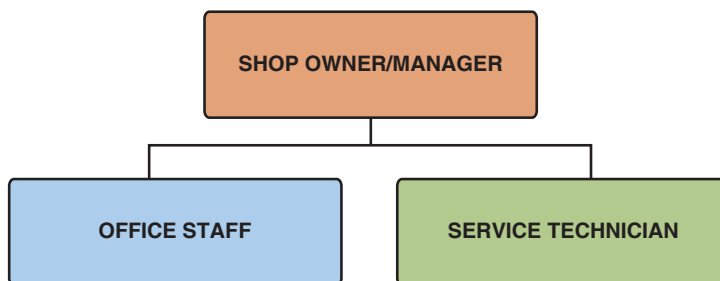 SHOP OWNER/MANAGER
OFFICE STAFF
SERVICE TECHNICIAN